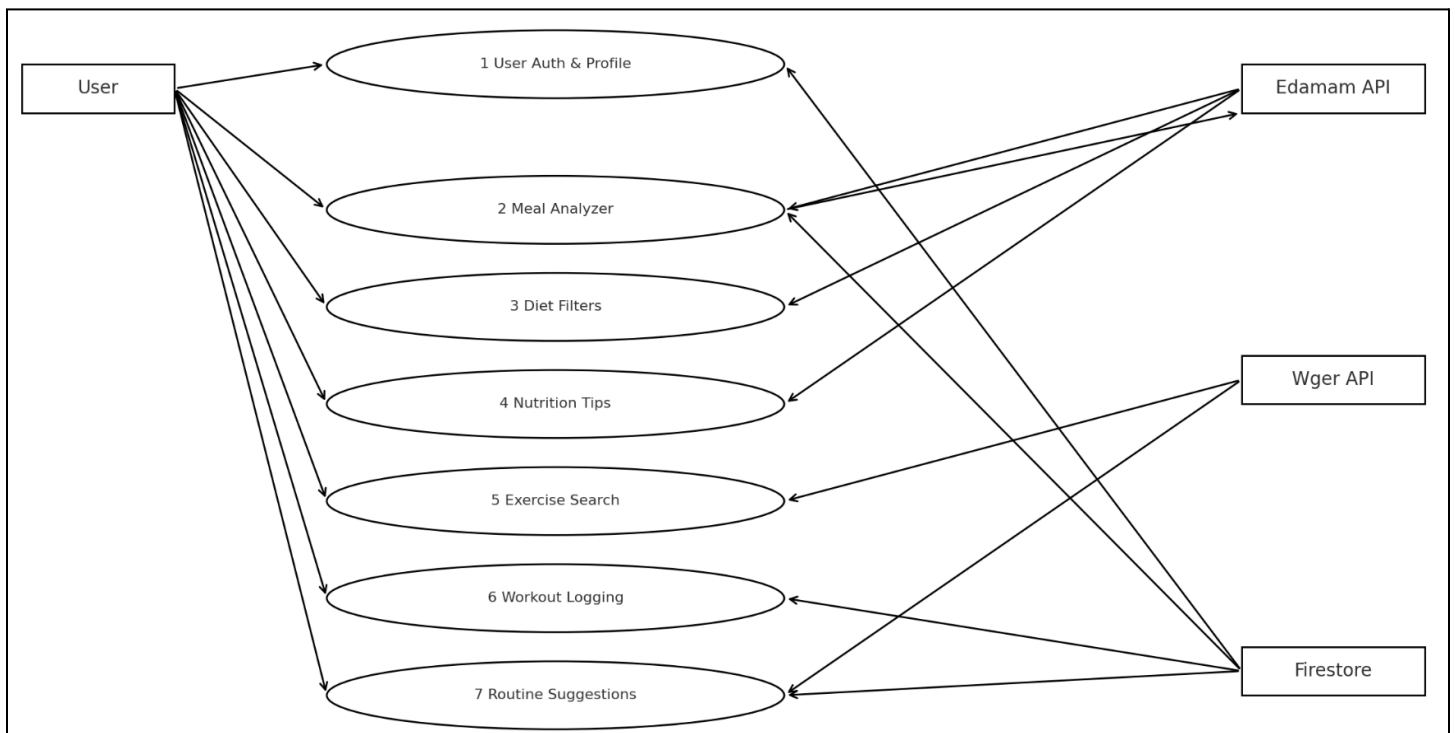 User
1 User Auth & Profile
Edamam API
2 Meal Analyzer
3 Diet Filters
4 Nutrition Tips
Wger API
5 Exercise Search
6 Workout Logging
7 Routine Suggestions
Firestore